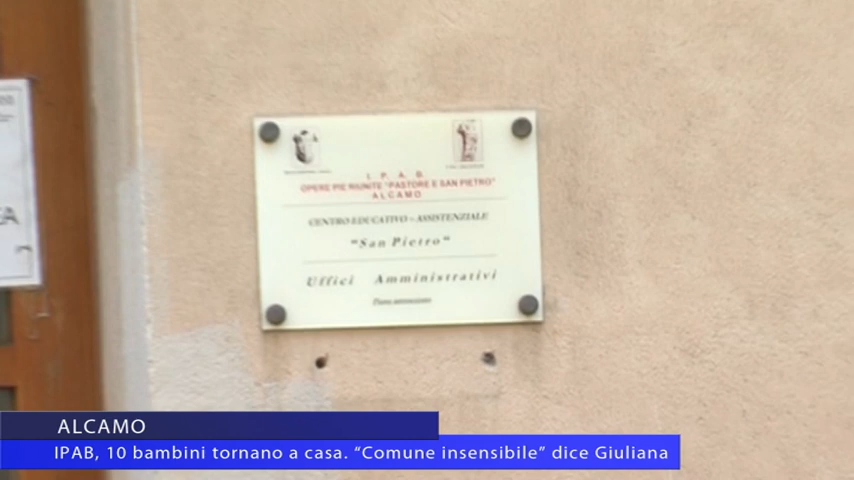 I. P. A. B.
OPERE PIE RIUNITE "PASTORE E SAN PIETRO"
ALCAMO
CENTRO EDUCATIVO - ASSISTENZIALE
"San Pietro"
Uffici Amministrativi
ALCAMO
IPAB, 10 bambini tornano a casa. “Comune insensibile” dice Giuliana